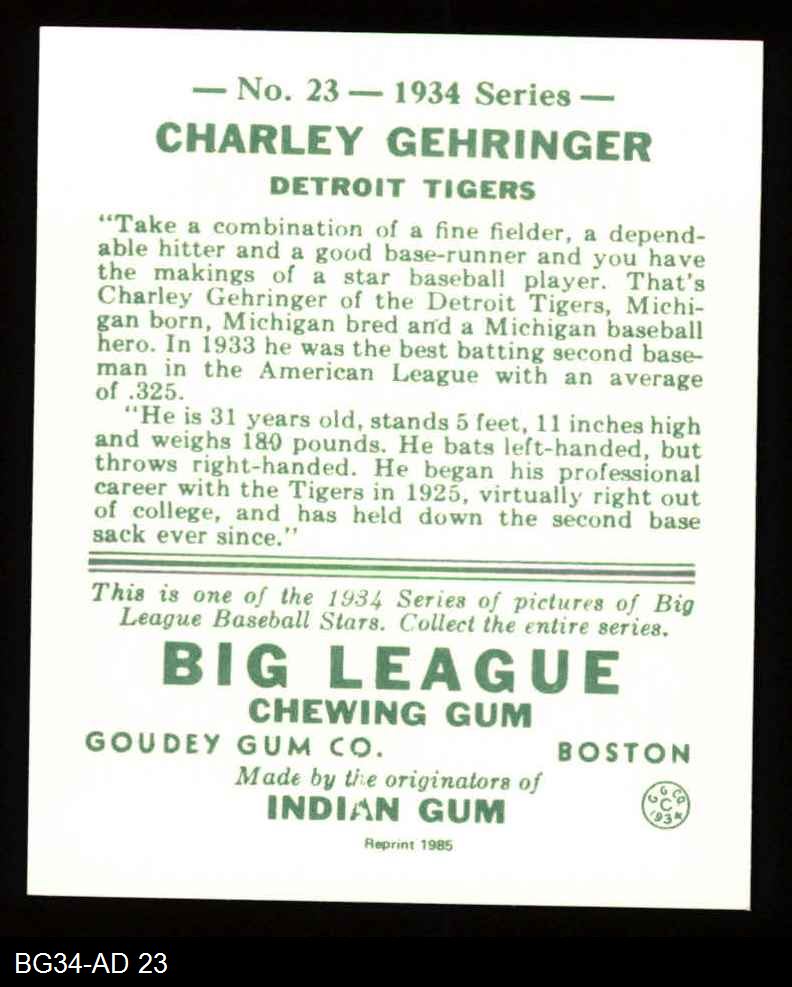 — No. 23 — 1934 Series —
CHARLEY GEHRINGER
DETROIT TIGERS
"Take a combination of a fine fielder, a depend-
able hitter and a good base-runner and you have
the makings of a star baseball player. That's
Charley Gehringer of the Detroit Tigers, Michi-
gan born, Michigan bred and a Michigan baseball
hero. In 1933 he was the best batting second base-
man in the American League with an average
of .325.
"He is 31 years old, stands 5 feet, 11 inches high
and weighs 180 pounds. He bats left-handed, but
throws right-handed. He began his professional
career with the Tigers in 1925, virtually right out
of college, and has held down the second base
sack ever since."
This is one of the 1934 Series of pictures of Big
League Baseball Stars. Collect the entire series.
BIG LEAGUE
CHEWING GUM
GOUDEY GUM CO. BOSTON
Made by the originators of
INDIAN GUM
G G CO.
C
1934
Reprint 1985
BG34-AD 23